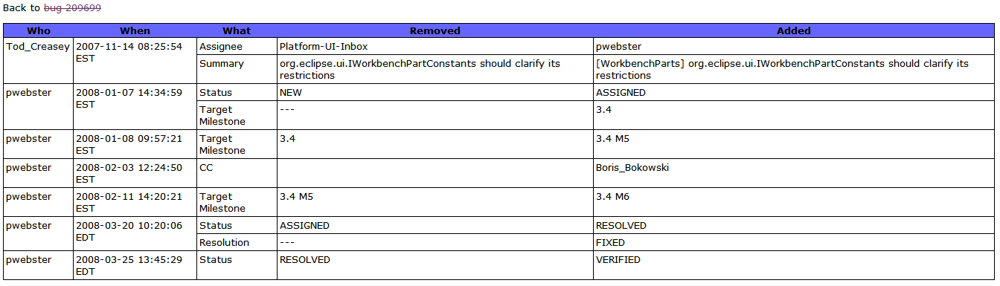 Back to bug 209699
Who When What Removed Added
Tod_Creasey 2007-11-14 08:25:54 Assignee Platform-UI-Inbox pwebster
EST
Summary org.eclipse.ui.IWorkbenchPartConstants should clarify its [WorkbenchParts] org.eclipse.ui.IWorkbenchPartConstants should clarify its
restrictions restrictions
pwebster 2008-01-07 14:34:59 Status NEW ASSIGNED
EST
Target --- 3.4
Milestone
pwebster 2008-01-08 09:57:21 Target 3.4 3.4 M5
EST Milestone
pwebster 2008-02-03 12:24:50 CC Boris_Bokowski
EST
pwebster 2008-02-11 14:20:21 Target 3.4 M5 3.4 M6
EST Milestone
pwebster 2008-03-20 10:20:06 Status ASSIGNED RESOLVED
EDT
Resolution --- FIXED
pwebster 2008-03-25 13:45:29 Status RESOLVED VERIFIED
EDT